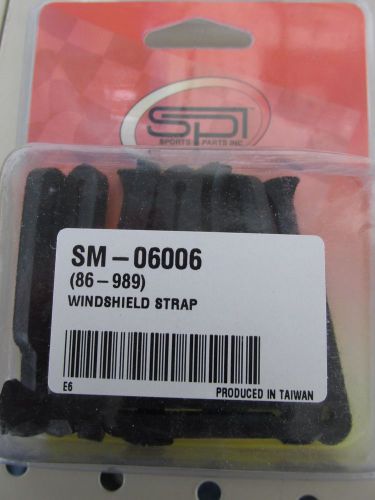 SPI
SPORTS PARTS INC
SM-06006
(86-989)
WINDSHIELD STRAP
E6
PRODUCED IN TAIWAN